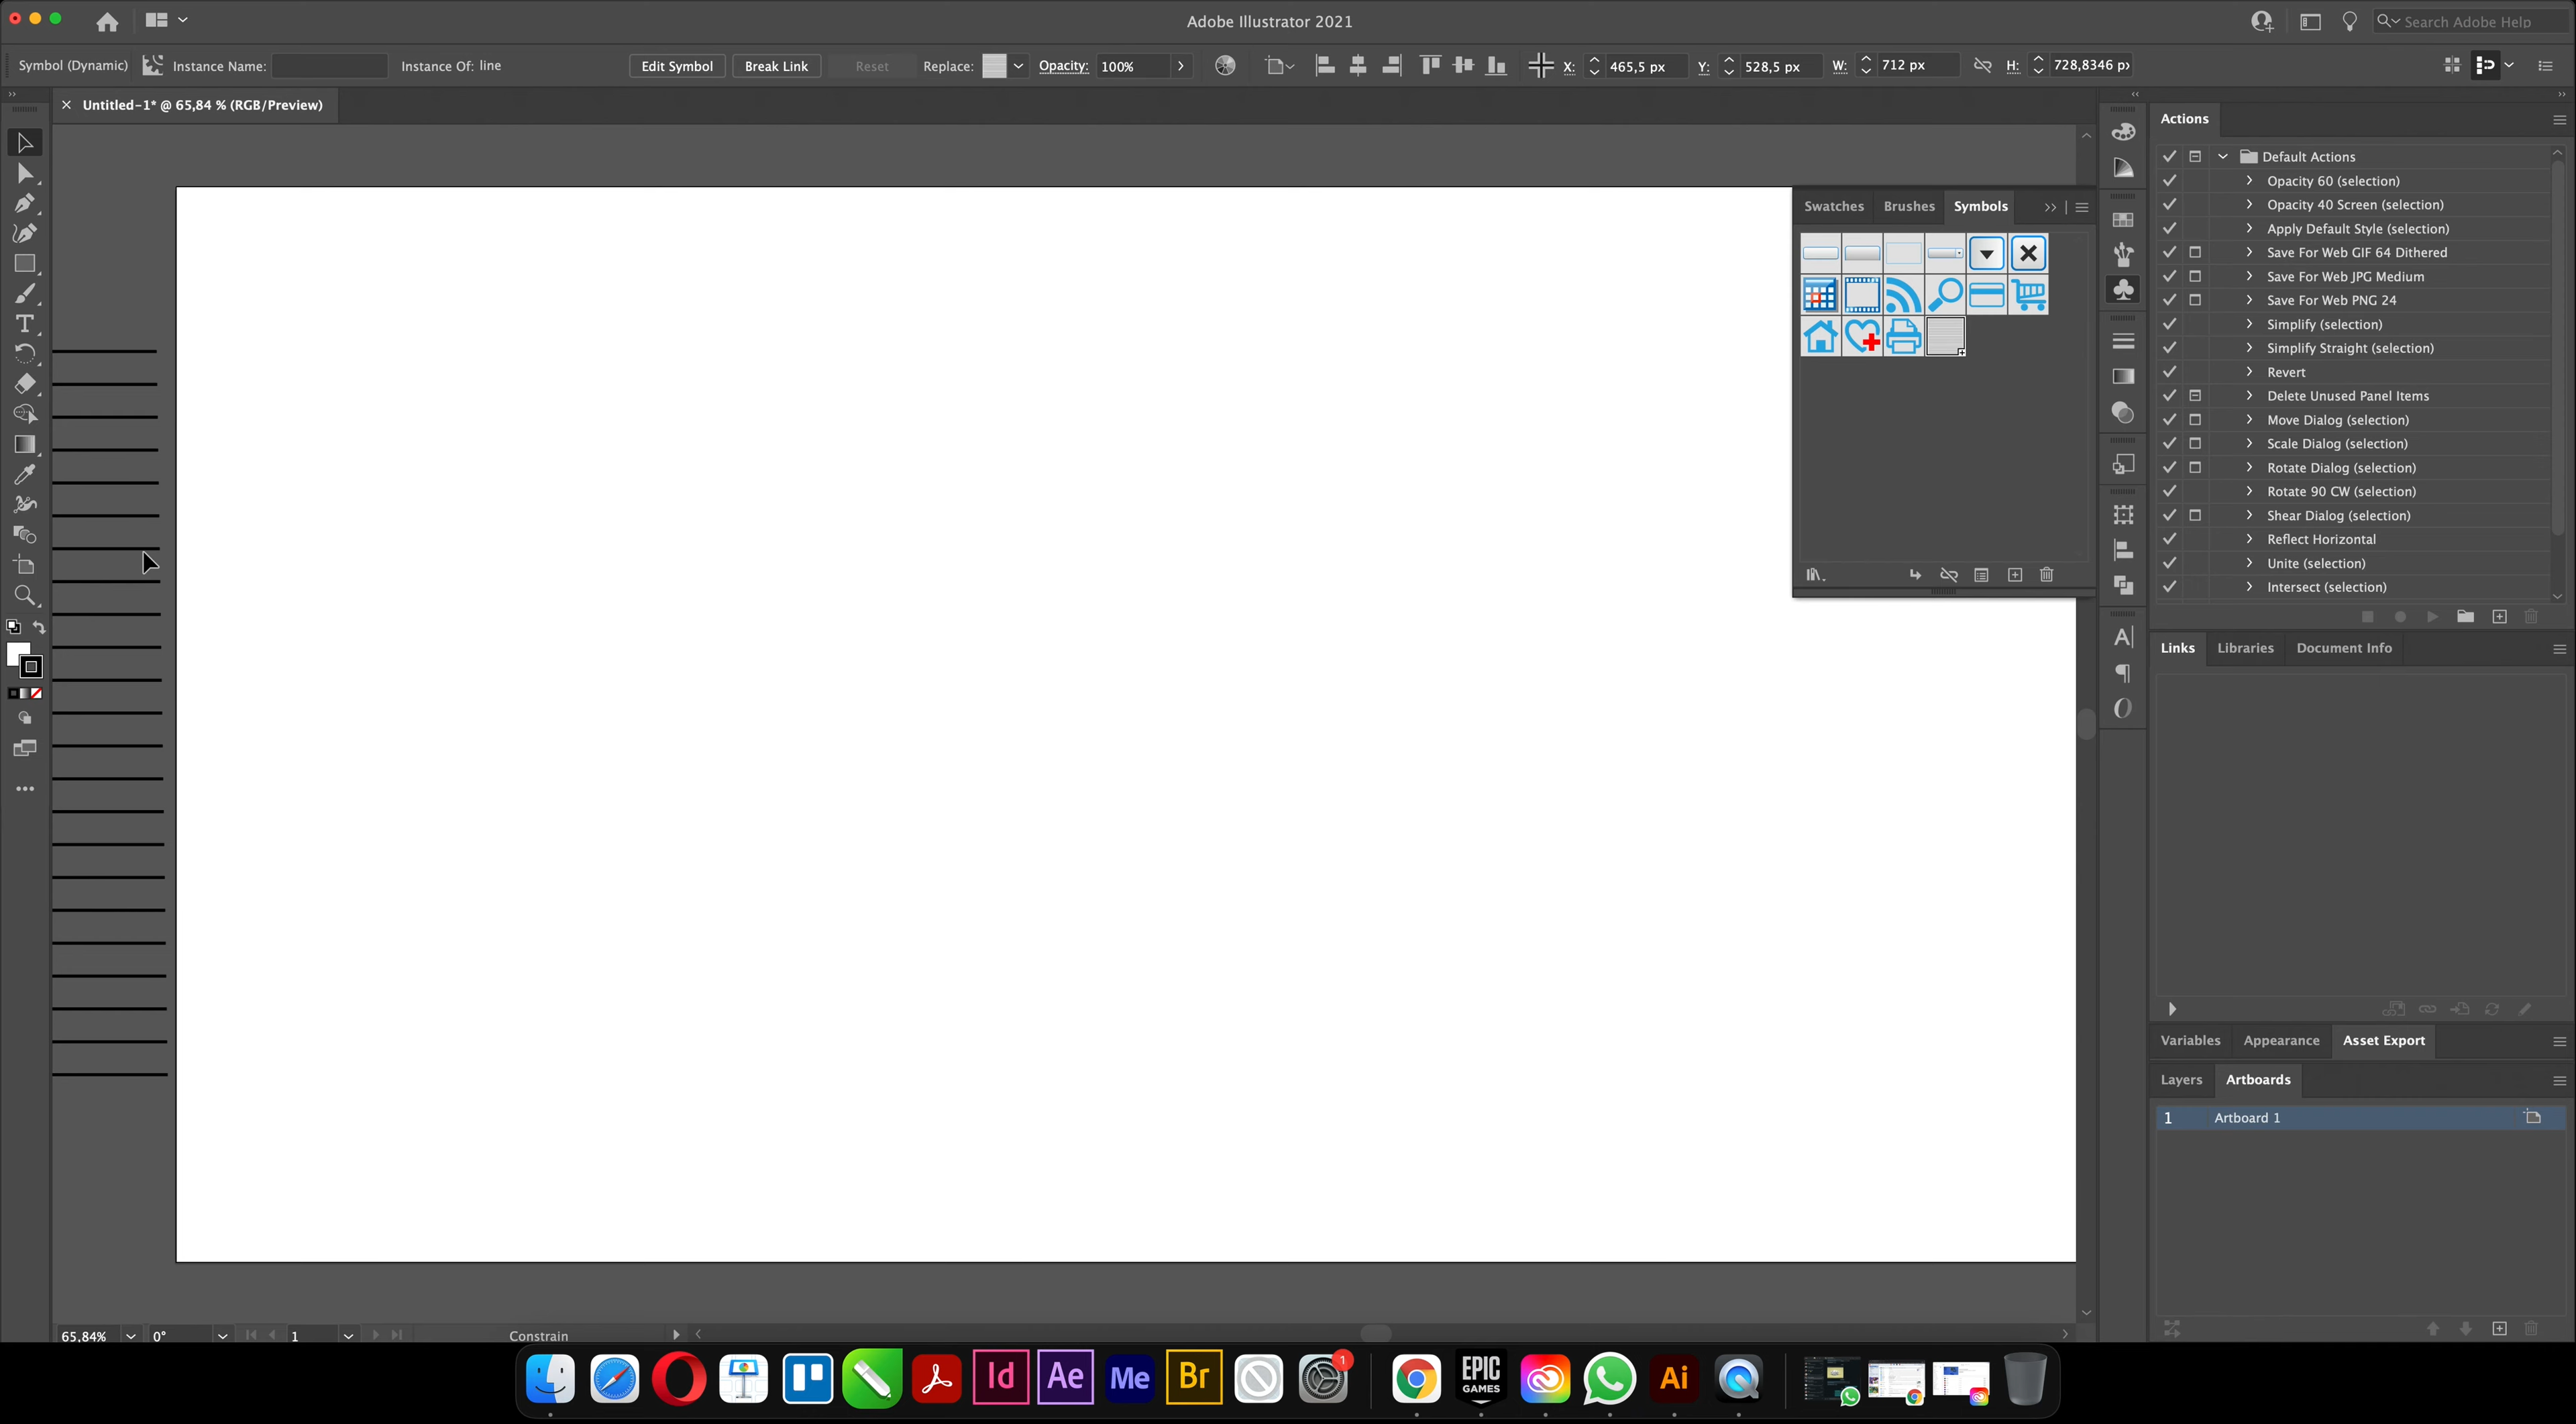 Adobe Illustrator 2021
Search Adobe Help
Symbol (Dynamic) Instance Name: Instance Of: line Edit Symbol Break Link Reset Replace: Opacity: 100% X: 465,5 px Y: 528,5 px W: 712 px H: 728,8346 px
Untitled-1* @ 65,84 % (RGB/Preview)
Swatches Brushes Symbols
Actions
Default Actions
Opacity 60 (selection)
Opacity 40 Screen (selection)
Apply Default Style (selection)
Save For Web GIF 64 Dithered
Save For Web JPG Medium
Save For Web PNG 24
Simplify (selection)
Simplify Straight (selection)
Revert
Delete Unused Panel Items
Move Dialog (selection)
Scale Dialog (selection)
Rotate Dialog (selection)
Rotate 90 CW (selection)
Shear Dialog (selection)
Reflect Horizontal
Unite (selection)
Intersect (selection)
Links Libraries Document Info
Variables Appearance Asset Export
Layers Artboards
1 Artboard 1
65,84% 0° 1 Constrain
Id Ae Me Br 1 EPIC GAMES Ai